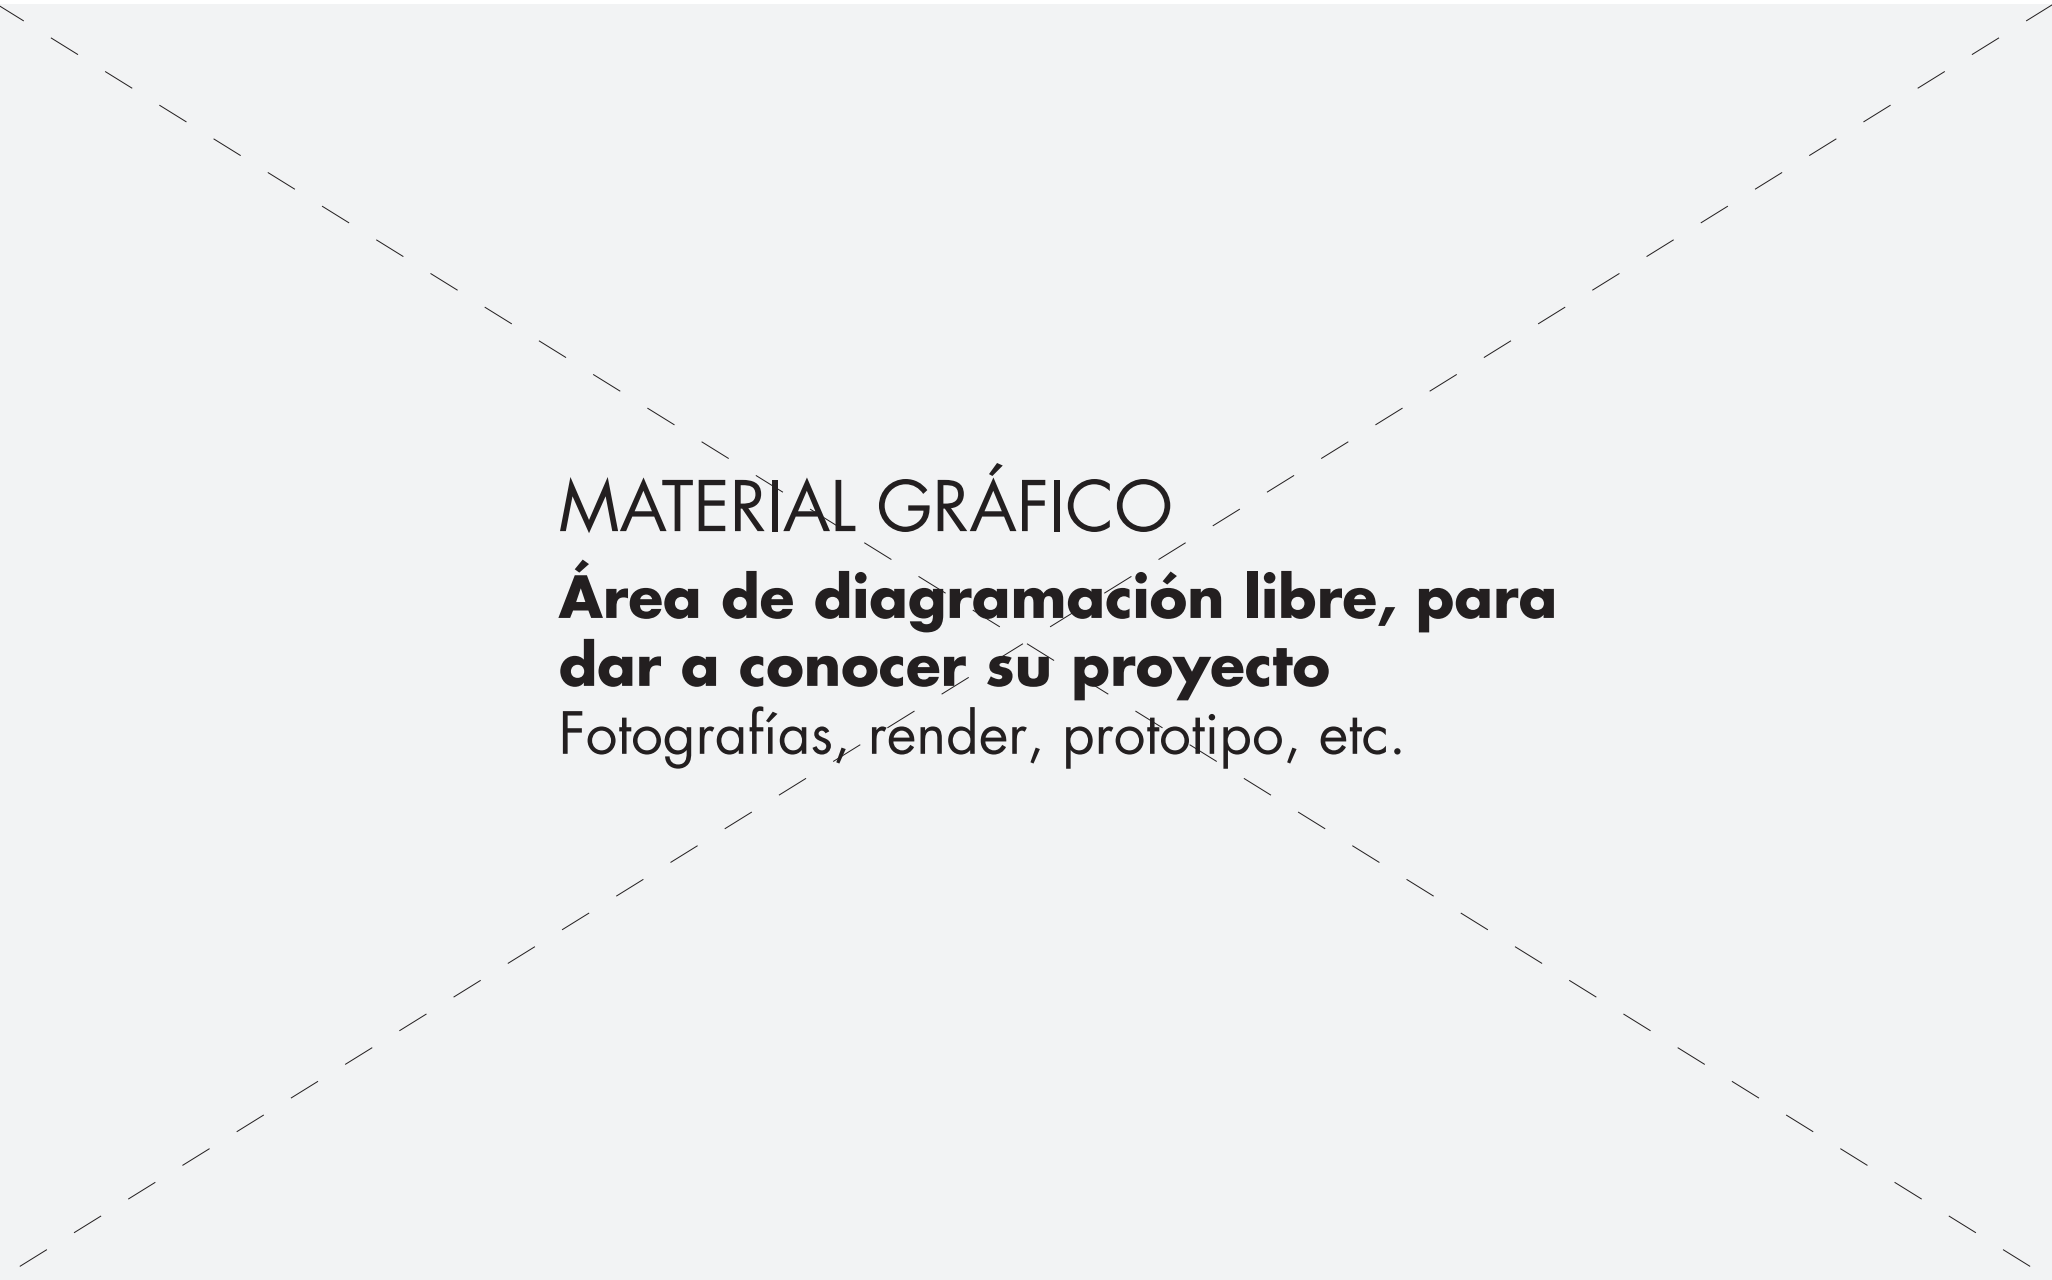 MATERIAL GRÁFICO
Área de diagramación libre, para
dar a conocer su proyecto
Fotografías, render, prototipo, etc.